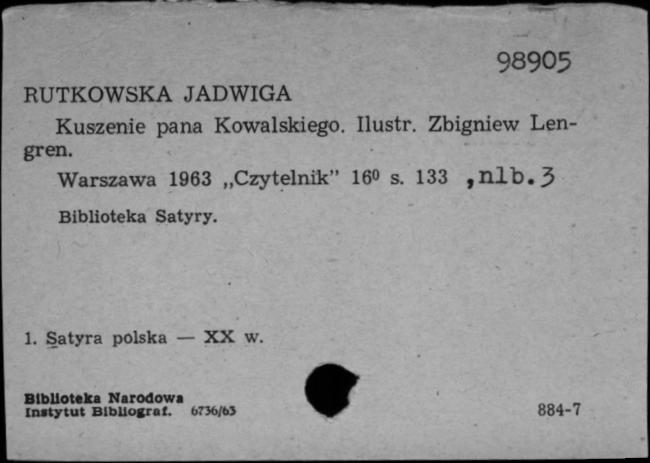 98905
RUTKOWSKA JADWIGA
Kuszenie pana Kowalskiego. Ilustr. Zbigniew Len-
gren.
Warszawa 1963 „Czytelnik” 16⁰ s. 133 ,nlb.3
Biblioteka Satyry.
1. Satyra polska — XX w.
Biblioteka Narodowa
Instytut Bibliograf. 6736/63
884-7